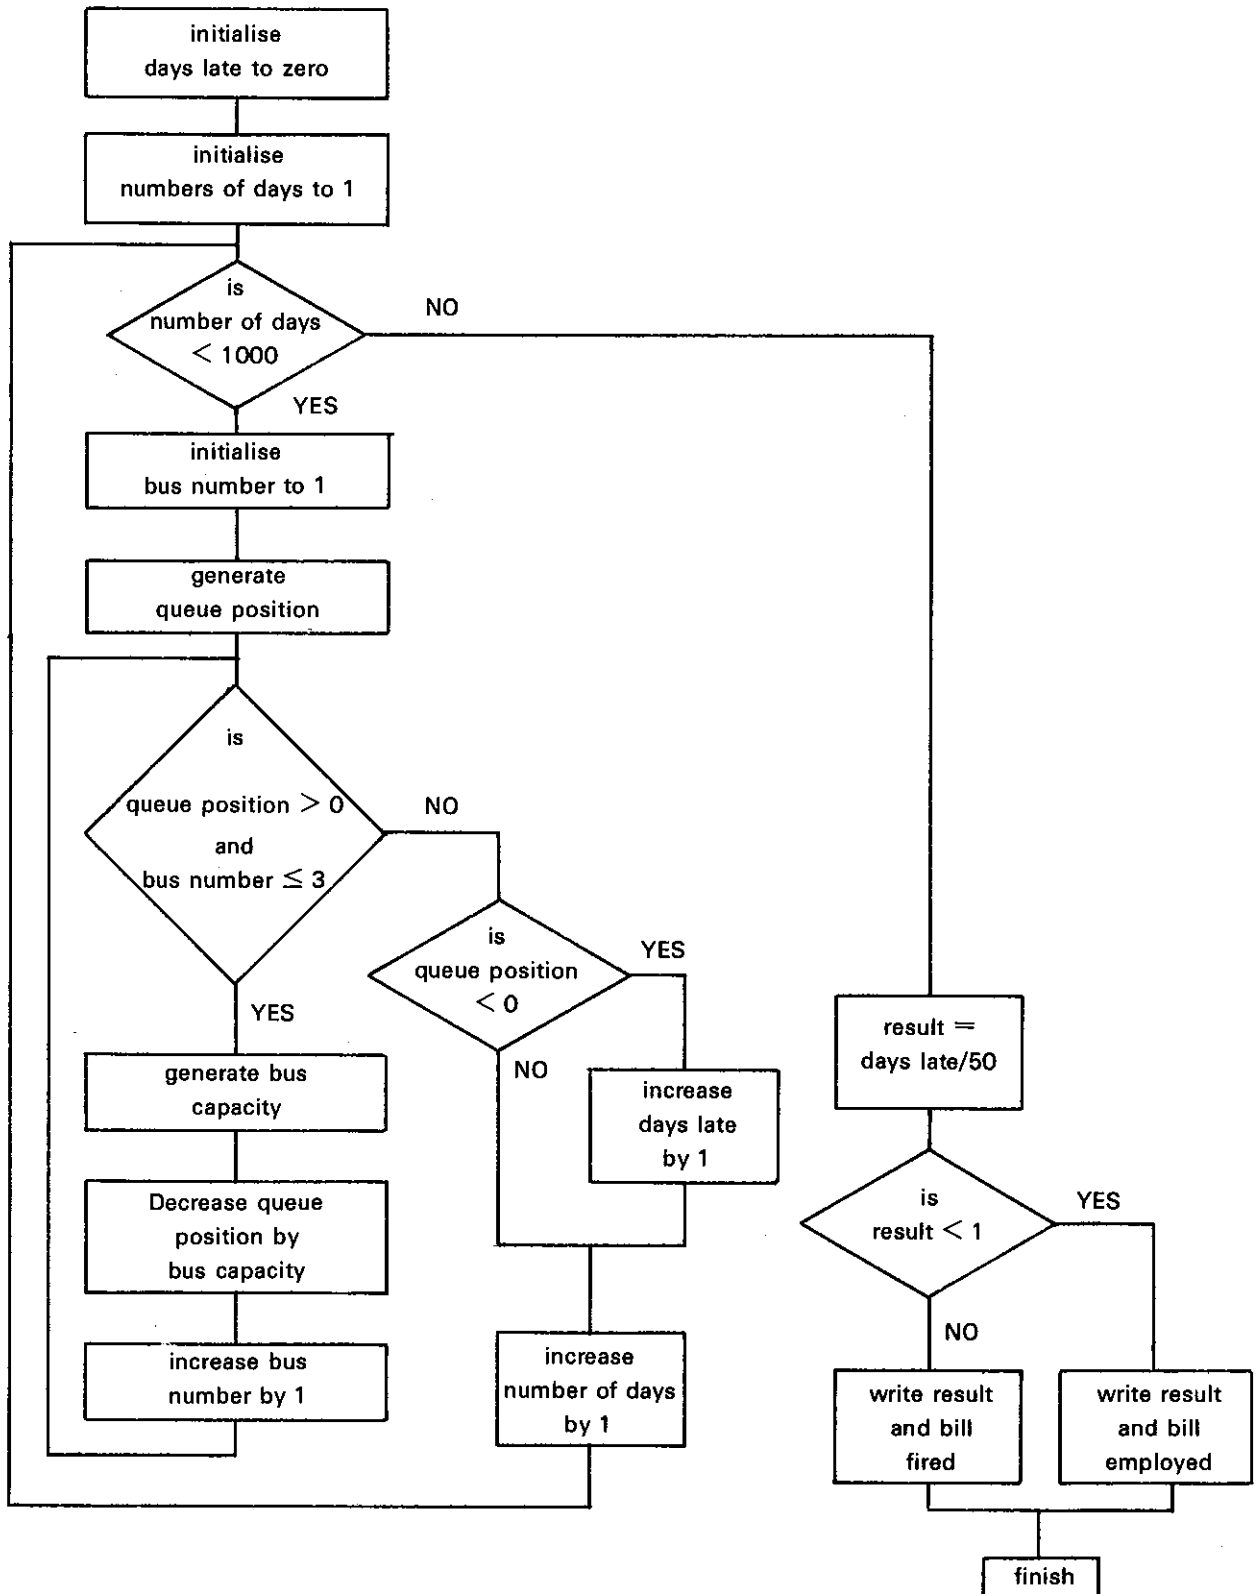 initialise
days late to zero
initialise
numbers of days to 1
is
number of days
< 1000
NO
YES
initialise
bus number to 1
generate
queue position
is
queue position > 0
and
bus number ≤ 3
NO
YES
is
queue position
< 0
YES
NO
generate bus
capacity
increase
days late
by 1
Decrease queue
position by
bus capacity
increase bus
number by 1
increase
number of days
by 1
result =
days late/50
is
result < 1
YES
NO
write result
and bill
fired
write result
and bill
employed
finish